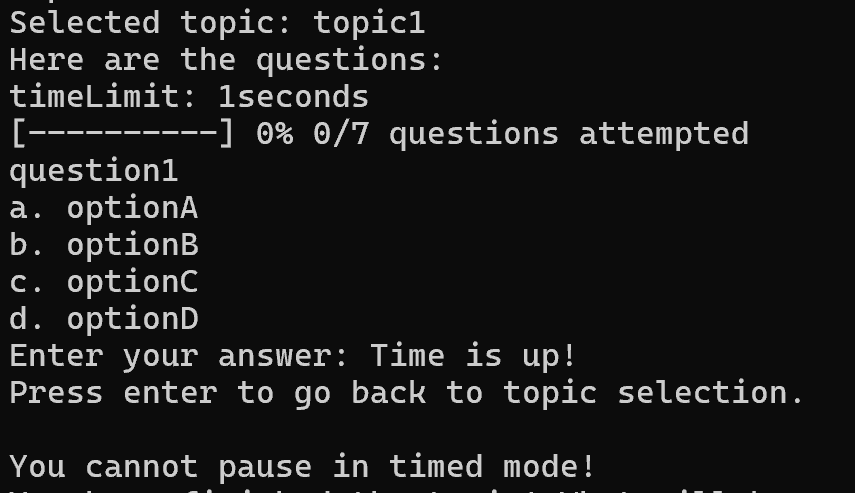 Selected topic: topic1
Here are the questions:
timeLimit: 1seconds
[----------] 0% 0/7 questions attempted
question1
a. optionA
b. optionB
c. optionC
d. optionD
Enter your answer: Time is up!
Press enter to go back to topic selection.
You cannot pause in timed mode!